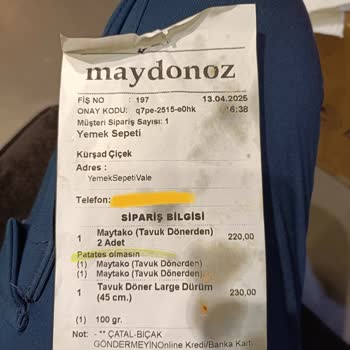 maydonoz
FİŞ NO : 197 13.04.2025
ONAY KODU: q7pe-2515-e0hk 16:38
Müşteri Sipariş Sayısı: 1
Yemek Sepeti
Kürşad Çiçek
Adres :
YemekSepetiVale
Telefon:
SİPARİŞ BİLGİSİ
1 Maytako (Tavuk Dönerden) 2 Adet 220,00
Patates olmasın
(1) Maytako (Tavuk Dönerden)
(1) Maytako (Tavuk Dönerden)
1 Tavuk Döner Large Dürüm (45 cm.) 230,00
(1) 100 gr.
Not: - ** ÇATAL-BIÇAK
GÖNDERMEYİNOnline Kredi/Banka Kartı